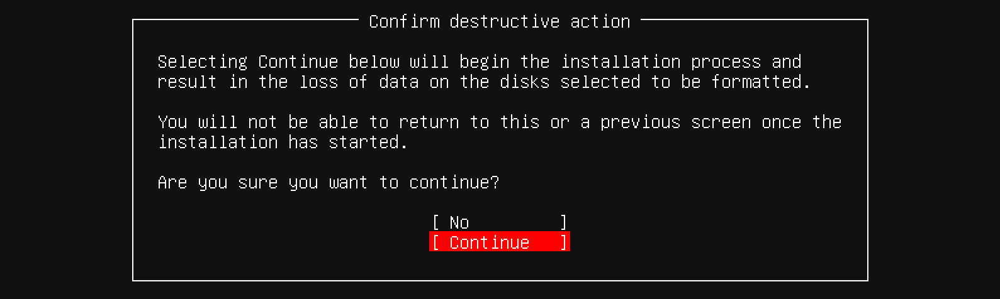 Confirm destructive action
Selecting Continue below will begin the installation process and
result in the loss of data on the disks selected to be formatted.
You will not be able to return to this or a previous screen once the
installation has started.
Are you sure you want to continue?
[ No ]
[ Continue ]